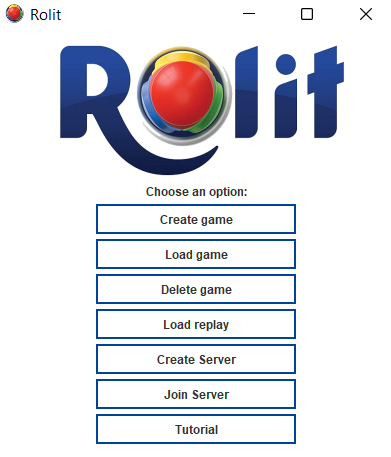 Rolit
Rolit
Choose an option:
Create game
Load game
Delete game
Load replay
Create Server
Join Server
Tutorial